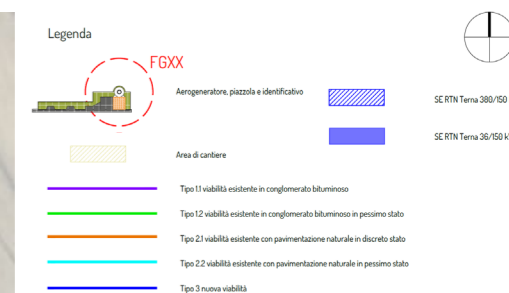 Legenda
FGXX
Aerogeneratore, piazzola e identificativo
SE RTN Terna 380/150
SE RTN Terna 36/150
Area di cantiere
Tipo 1.1 viabilità esistente in conglomerato bituminoso
Tipo 1.2 viabilità esistente in conglomerato bituminoso in pessimo stato
Tipo 2.1 viabilità esistente con pavimentazione naturale in discreto stato
Tipo 2.2 viabilità esistente con pavimentazione naturale in pessimo stato
Tipo 3 nuova viabilità